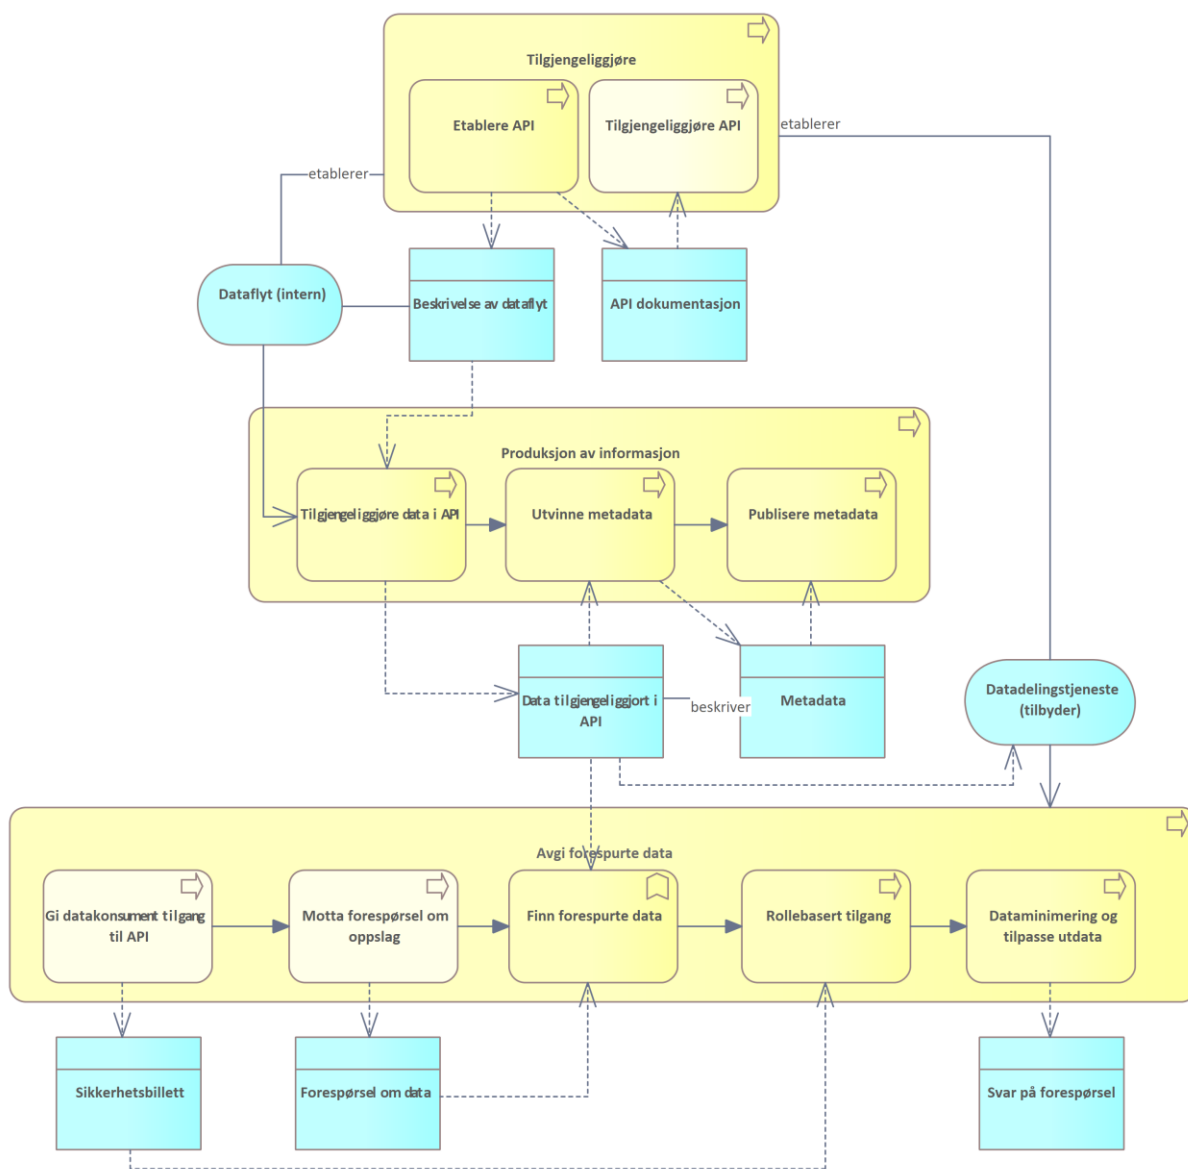 Tilgjengeliggjøre
Etablere API
Tilgjengeliggjøre API
etablerer
etablerer
Dataflyt (intern)
Beskrivelse av dataflyt
API dokumentasjon
Produksjon av informasjon
Tilgjengeliggjøre data i API
Utvinne metadata
Publisere metadata
Data tilgjengeliggjort i
API
beskriver
Metadata
Datadelingstjeneste
(tilbyder)
Avgi forespurte data
Gi datakonsument tilgang
til API
Motta forespørsel om
oppslag
Finn forespurte data
Rollebasert tilgang
Dataminimering og
tilpasse utdata
Sikkerhetsbillett
Forespørsel om data
Svar på forespørsel